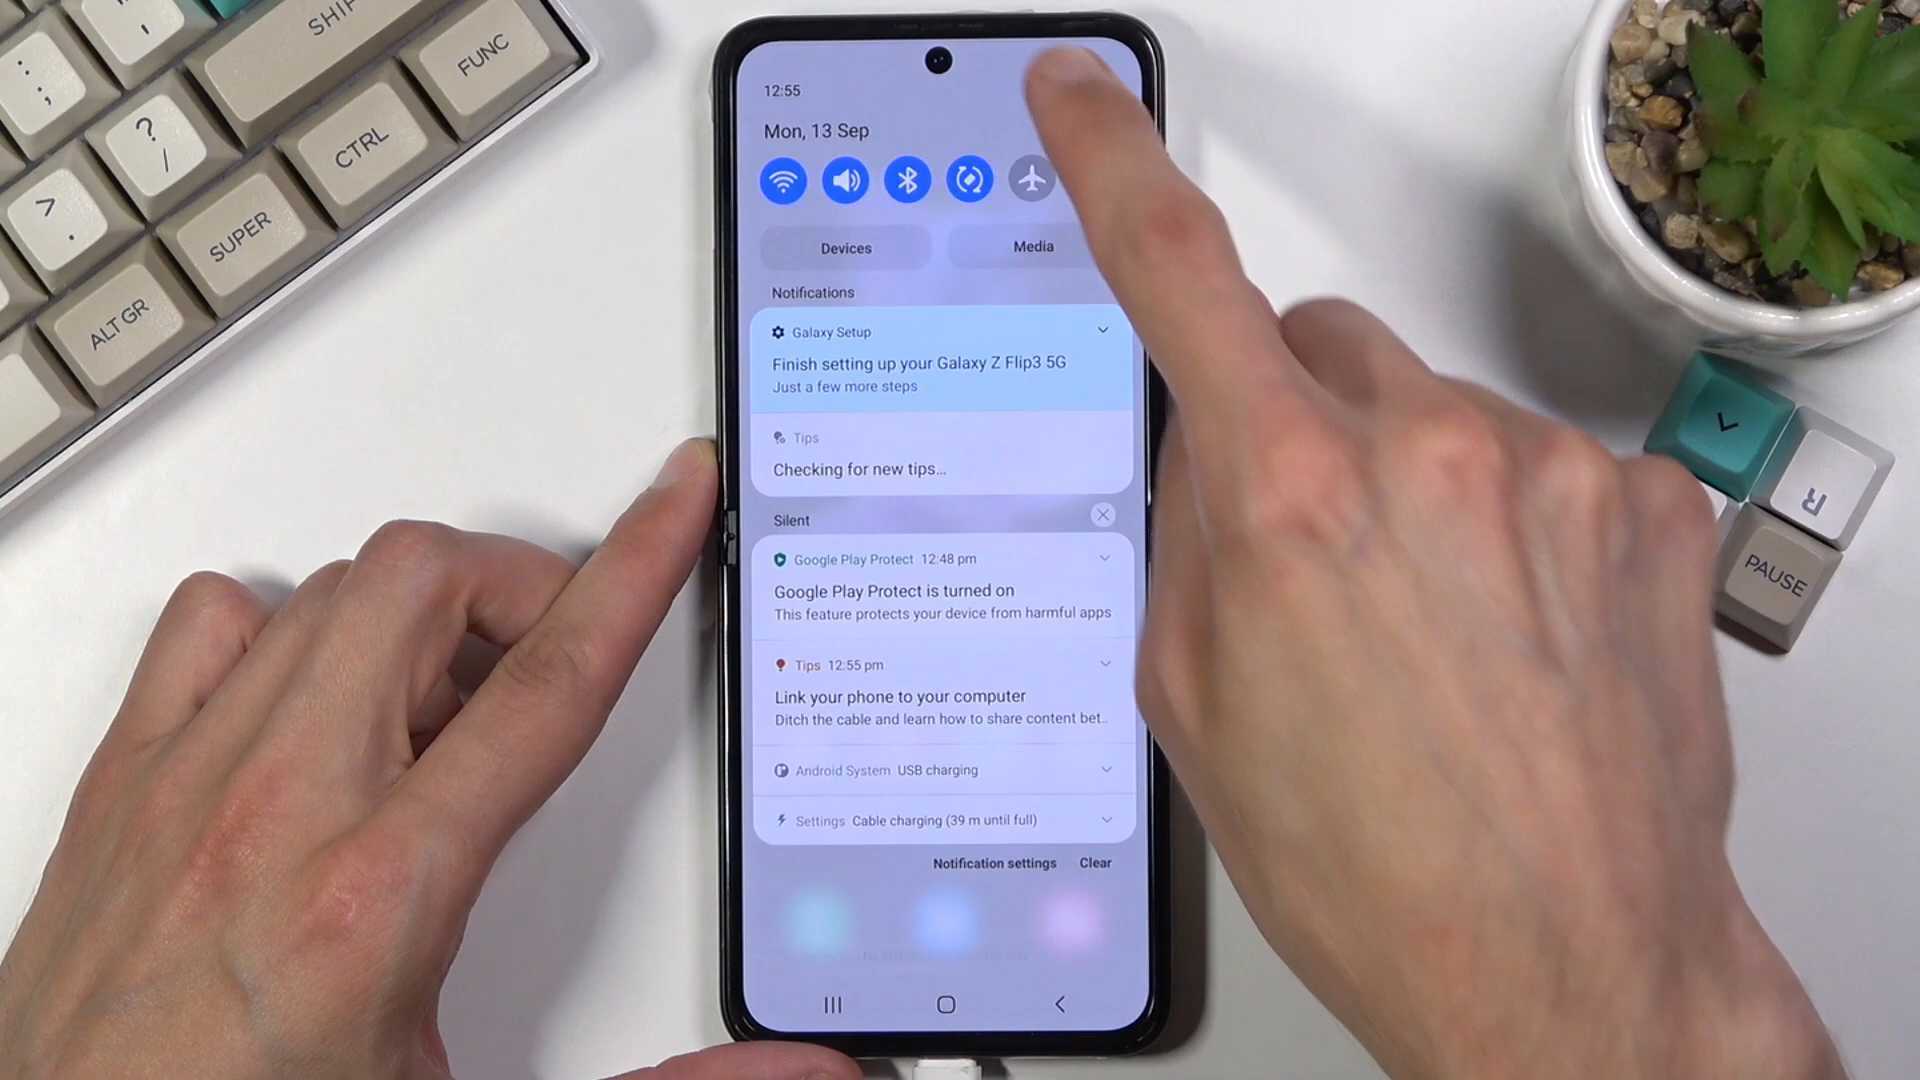 SHIF
FUNC
?
/
CTRL
>
.
SUPER
ALT GR
;
,
12:55
Mon, 13 Sep
Devices
Media
Notifications
Galaxy Setup
Finish setting up your Galaxy Z Flip3 5G
Just a few more steps
Tips
Checking for new tips...
Silent
Google Play Protect 12:48 pm
Google Play Protect is turned on
This feature protects your device from harmful apps
Tips 12:55 pm
Link your phone to your computer
Ditch the cable and learn how to share content bet..
Android System USB charging
Settings Cable charging (39 m until full)
Notification settings Clear
R
PAUSE